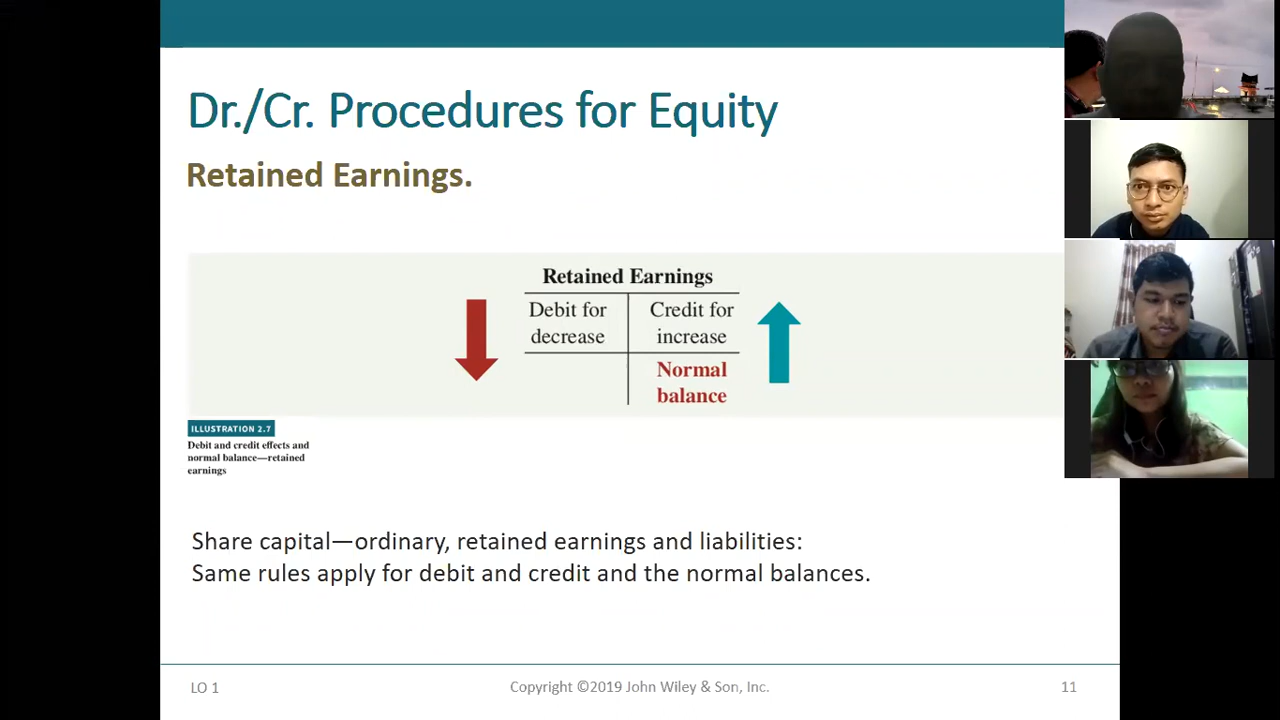 Dr./Cr. Procedures for Equity
Retained Earnings.
Retained Earnings
Debit for
decrease
Credit for
increase
Normal
balance
ILLUSTRATION 2.7
Debit and credit effects and
normal balance—retained
earnings
Share capital—ordinary, retained earnings and liabilities:
Same rules apply for debit and credit and the normal balances.
LO 1
Copyright ©2019 John Wiley & Son, Inc.
11